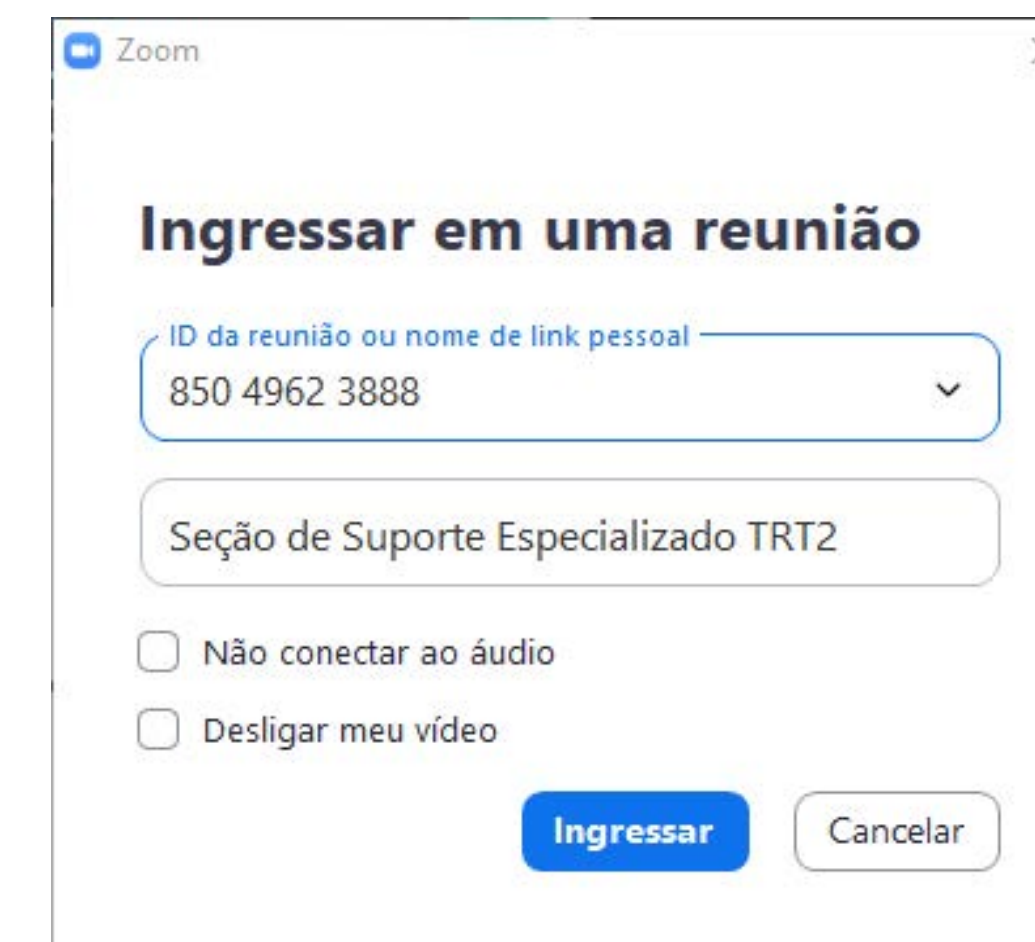 Zoom
Ingressar em uma reunião
ID da reunião ou nome de link pessoal
850 4962 3888
Seção de Suporte Especializado TRT2
Não conectar ao áudio
Desligar meu vídeo
Ingressar Cancelar